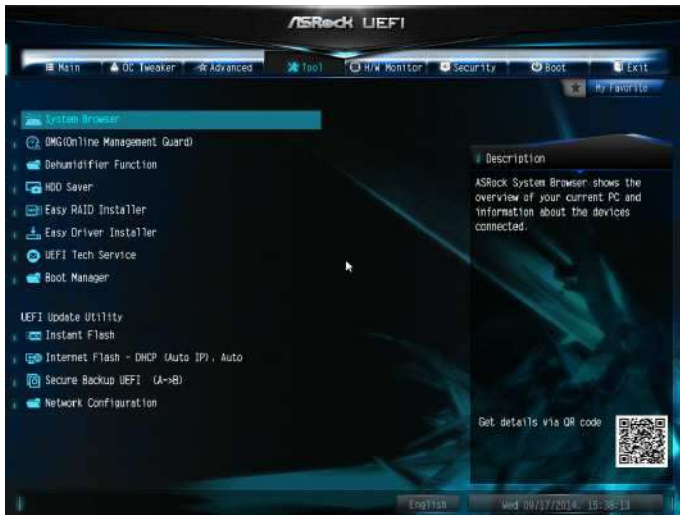 ASRock UEFI
Main OC Tweaker Advanced Tool H/W Monitor Security Boot Exit
My Favorite
System Browser
OMG(Online Management Guard)
Dehumidifier Function
HDD Saver
Easy RAID Installer
Easy Driver Installer
UEFI Tech Service
Boot Manager
UEFI Update Utility
Instant Flash
Internet Flash - DHCP (Auto IP), Auto
Secure Backup UEFI (A->B)
Network Configuration
Description
ASRock System Browser shows the
overview of your current PC and
information about the devices
connected.
Get details via QR code
English
Wed 09/17/2014, 15:38:13